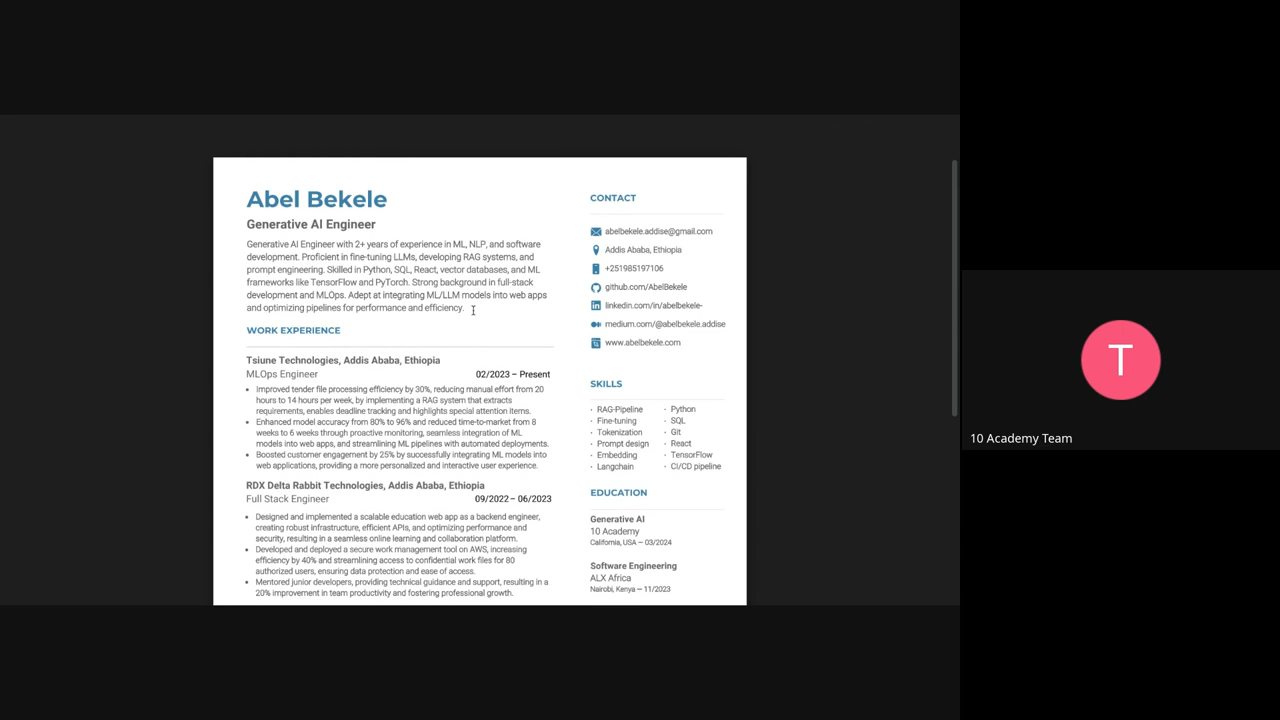 Abel Bekele
Generative AI Engineer
Generative AI Engineer with 2+ years of experience in ML, NLP, and software
development. Proficient in fine-tuning LLMs, developing RAG systems, and
prompt engineering. Skilled in Python, SQL, React, vector databases, and ML
frameworks like TensorFlow and PyTorch. Strong background in full-stack
development and MLOps. Adept at integrating ML/LLM models into web apps
and optimizing pipelines for performance and efficiency.
WORK EXPERIENCE
Tsiune Technologies, Addis Ababa, Ethiopia
MLOps Engineer 02/2023 – Present
• Improved tender file processing efficiency by 30%, reducing manual effort from 20
hours to 14 hours per week, by implementing a RAG system that extracts
requirements, enables deadline tracking and highlights special attention items.
• Enhanced model accuracy from 80% to 96% and reduced time-to-market from 8
weeks to 6 weeks through proactive monitoring, seamless integration of ML
models into web apps, and streamlining ML pipelines with automated deployments.
• Boosted customer engagement by 25% by successfully integrating ML models into
web applications, providing a more personalized and interactive user experience.
RDX Delta Rabbit Technologies, Addis Ababa, Ethiopia
Full Stack Engineer 09/2022 – 06/2023
• Designed and implemented a scalable education web app as a backend engineer,
creating robust infrastructure, efficient APIs, and optimizing performance and
security, resulting in a seamless online learning and collaboration platform.
• Developed and deployed a secure work management tool on AWS, increasing
efficiency by 40% and streamlining access to confidential work files for 80
authorized users, ensuring data protection and ease of access.
• Mentored junior developers, providing technical guidance and support, resulting in a
20% improvement in team productivity and fostering professional growth.
CONTACT
abelbekele.addise@gmail.com
Addis Ababa, Ethiopia
+251985197106
github.com/AbelBekele
linkedin.com/in/abelbekele-
medium.com/@abelbekele.addise
www.abelbekele.com
SKILLS
• RAG-Pipeline • Python
• Fine-tuning • SQL
• Tokenization • Git
• Prompt design • React
• Embedding • TensorFlow
• Langchain • CI/CD pipeline
EDUCATION
Generative AI
10 Academy
California, USA — 03/2024
Software Engineering
ALX Africa
Nairobi, Kenya — 11/2023
T
10 Academy Team